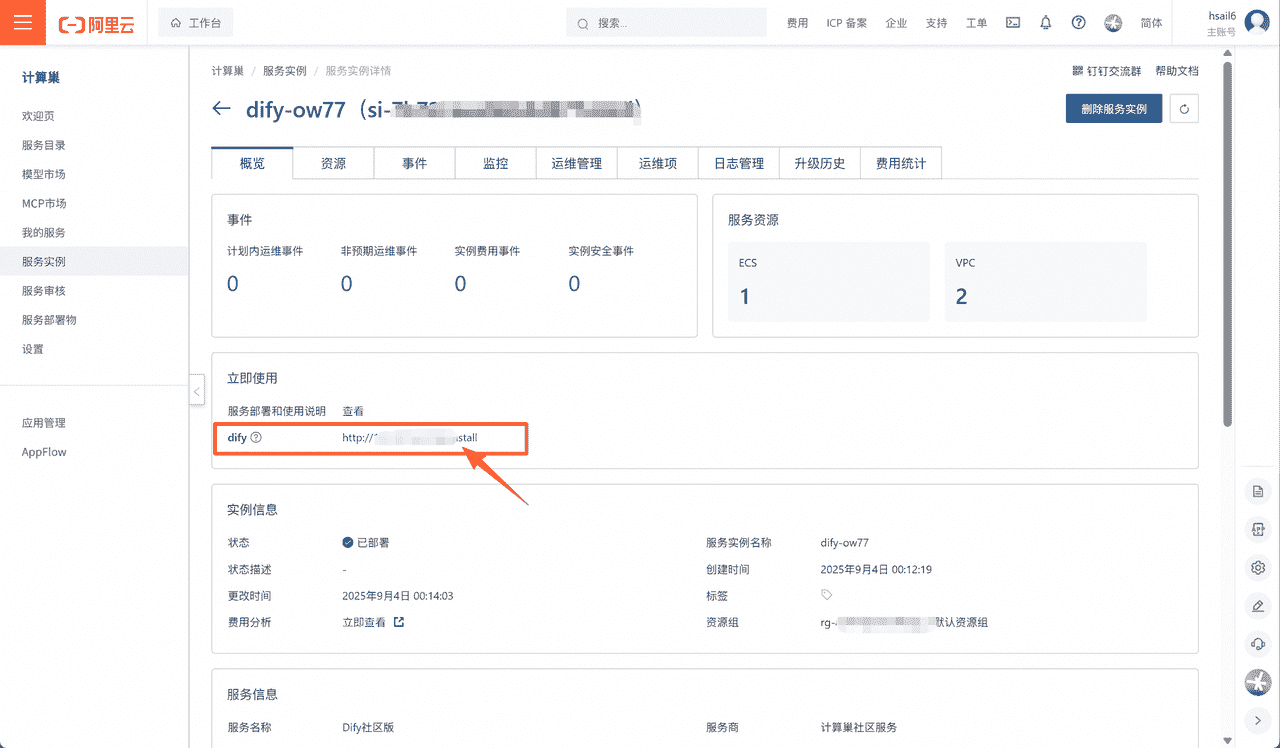 阿里云
工作台
搜索...
费用
ICP 备案
企业
支持
工单
简体
hsail6
主账号
计算巢
欢迎页
服务目录
模型市场
MCP市场
我的服务
服务实例
服务审核
服务部署物
设置
应用管理
AppFlow
计算巢 / 服务实例 / 服务实例详情
钉钉交流群
帮助文档
dify-ow77（si-
删除服务实例
概览
资源
事件
监控
运维管理
运维项
日志管理
升级历史
费用统计
事件
计划内运维事件
非预期运维事件
实例费用事件
实例安全事件
0
0
0
0
服务资源
ECS
1
VPC
2
立即使用
服务部署和使用说明 查看
dify http:// stall
实例信息
状态 已部署
服务实例名称 dify-ow77
状态描述 -
创建时间 2025年9月4日 00:12:19
更改时间 2025年9月4日 00:14:03
标签
费用分析 立即查看
资源组 rg- 默认资源组
服务信息
服务名称 Dify社区版
服务商 计算巢社区服务